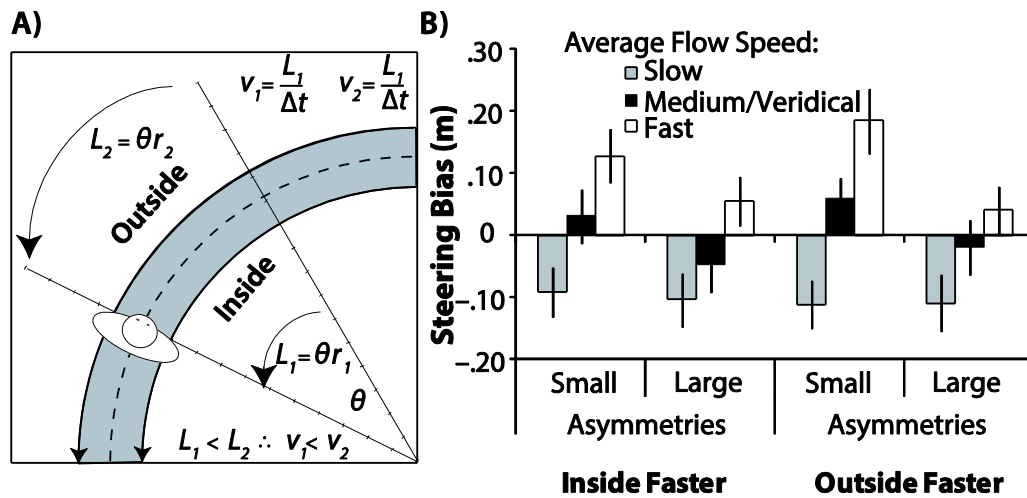 A)
v₁ = L₁/Δt v₂ = L₁/Δt
L₂ = θr₂
Outside
Inside
L₁ = θr₁
θ
L₁ < L₂ ∴ v₁ < v₂
B)
Average Flow Speed:
Slow
Medium/Veridical
Fast
Steering Bias (m)
.30
.20
.10
0
–.10
–.20
Small Large Small Large
Asymmetries Asymmetries
Inside Faster Outside Faster